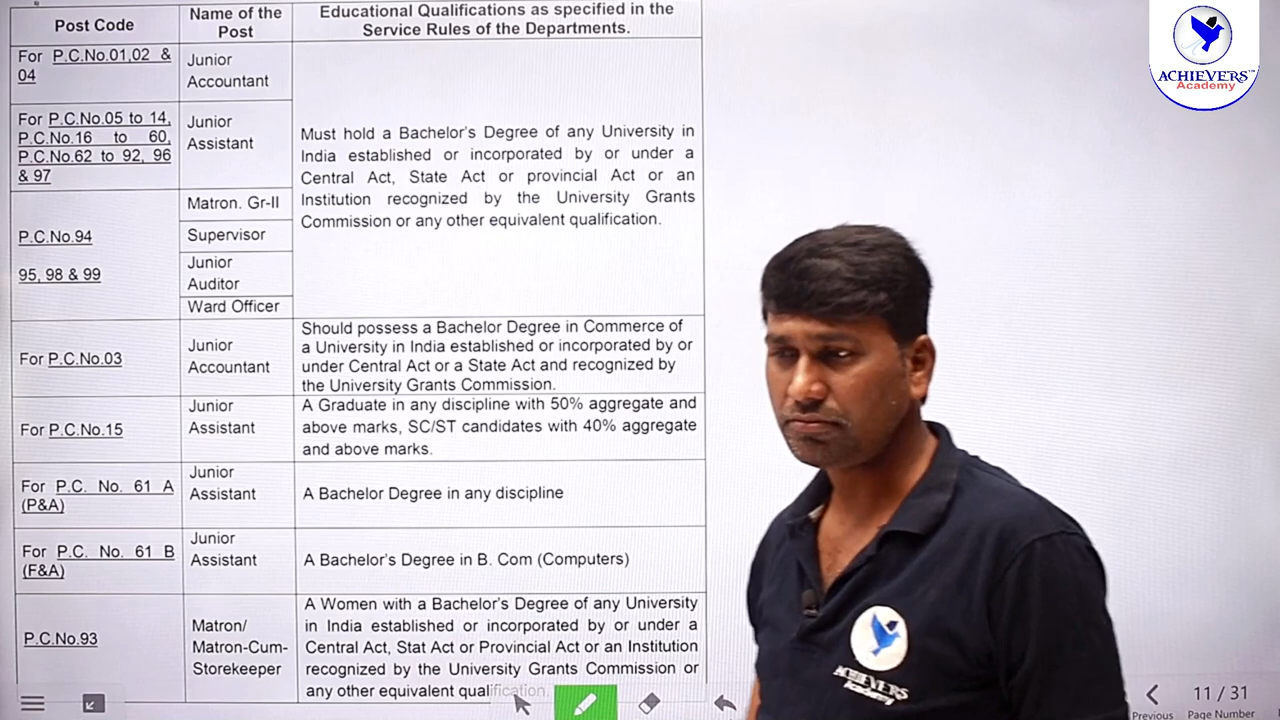 Post Code
Name of the
Post
Educational Qualifications as specified in the
Service Rules of the Departments.
For P.C.No.01,02 &
04
Junior
Accountant
For P.C.No.05 to 14,
P.C.No.16 to 60,
P.C.No.62 to 92, 96
& 97
Junior
Assistant
Must hold a Bachelor's Degree of any University in
India established or incorporated by or under a
Central Act, State Act or provincial Act or an
Institution recognized by the University Grants
Commission or any other equivalent qualification.
P.C.No.94
95, 98 & 99
Matron. Gr-II
Supervisor
Junior
Auditor
Ward Officer
For P.C.No.03
Junior
Accountant
Should possess a Bachelor Degree in Commerce of
a University in India established or incorporated by or
under Central Act or a State Act and recognized by
the University Grants Commission.
For P.C.No.15
Junior
Assistant
A Graduate in any discipline with 50% aggregate and
above marks, SC/ST candidates with 40% aggregate
and above marks.
For P.C. No. 61 A
(P&A)
Junior
Assistant
A Bachelor Degree in any discipline
For P.C. No. 61 B
(F&A)
Junior
Assistant
A Bachelor's Degree in B. Com (Computers)
P.C.No.93
Matron/
Matron-Cum-
Storekeeper
A Women with a Bachelor's Degree of any University
in India established or incorporated by or under a
Central Act, Stat Act or Provincial Act or an Institution
recognized by the University Grants Commission or
any other equivalent qualification.
ACHIEVERS™
Academy
ACHIEVERS
Academy
11 / 31
Previous
Page Number